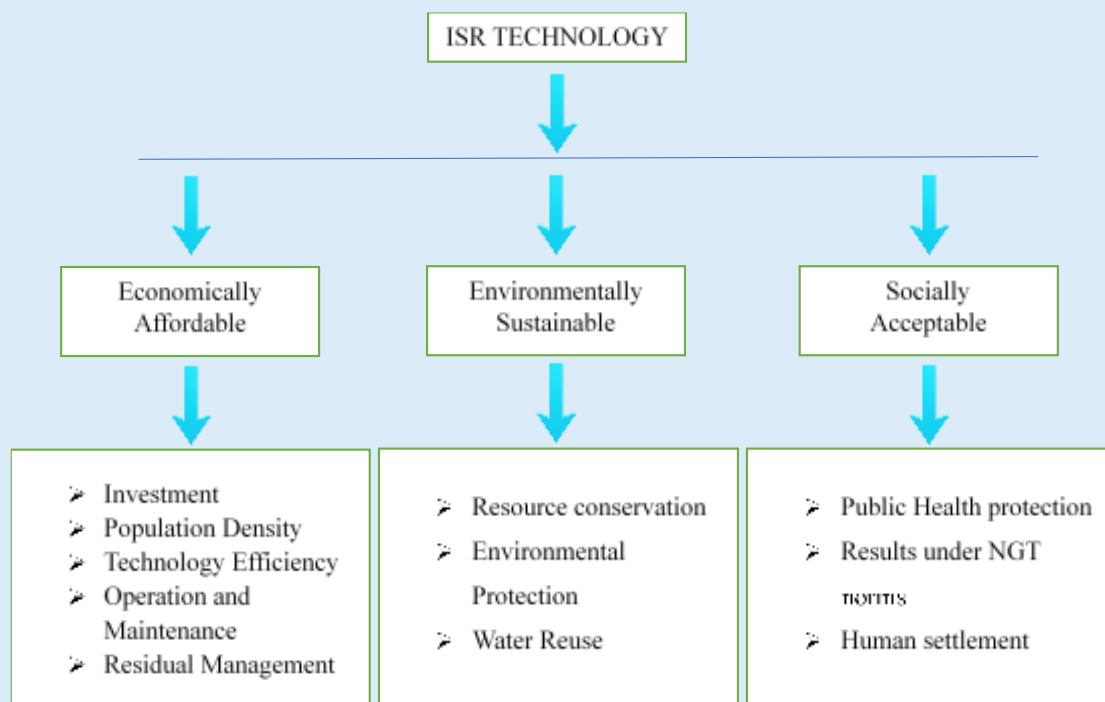 ISR TECHNOLOGY
Economically
Affordable
Environmentally
Sustainable
Socially
Acceptable
➢ Investment
➢ Population Density
➢ Technology Efficiency
➢ Operation and
Maintenance
➢ Residual Management
➢ Resource conservation
➢ Environmental
Protection
➢ Water Reuse
➢ Public Health protection
➢ Results under NGT
norms
➢ Human settlement